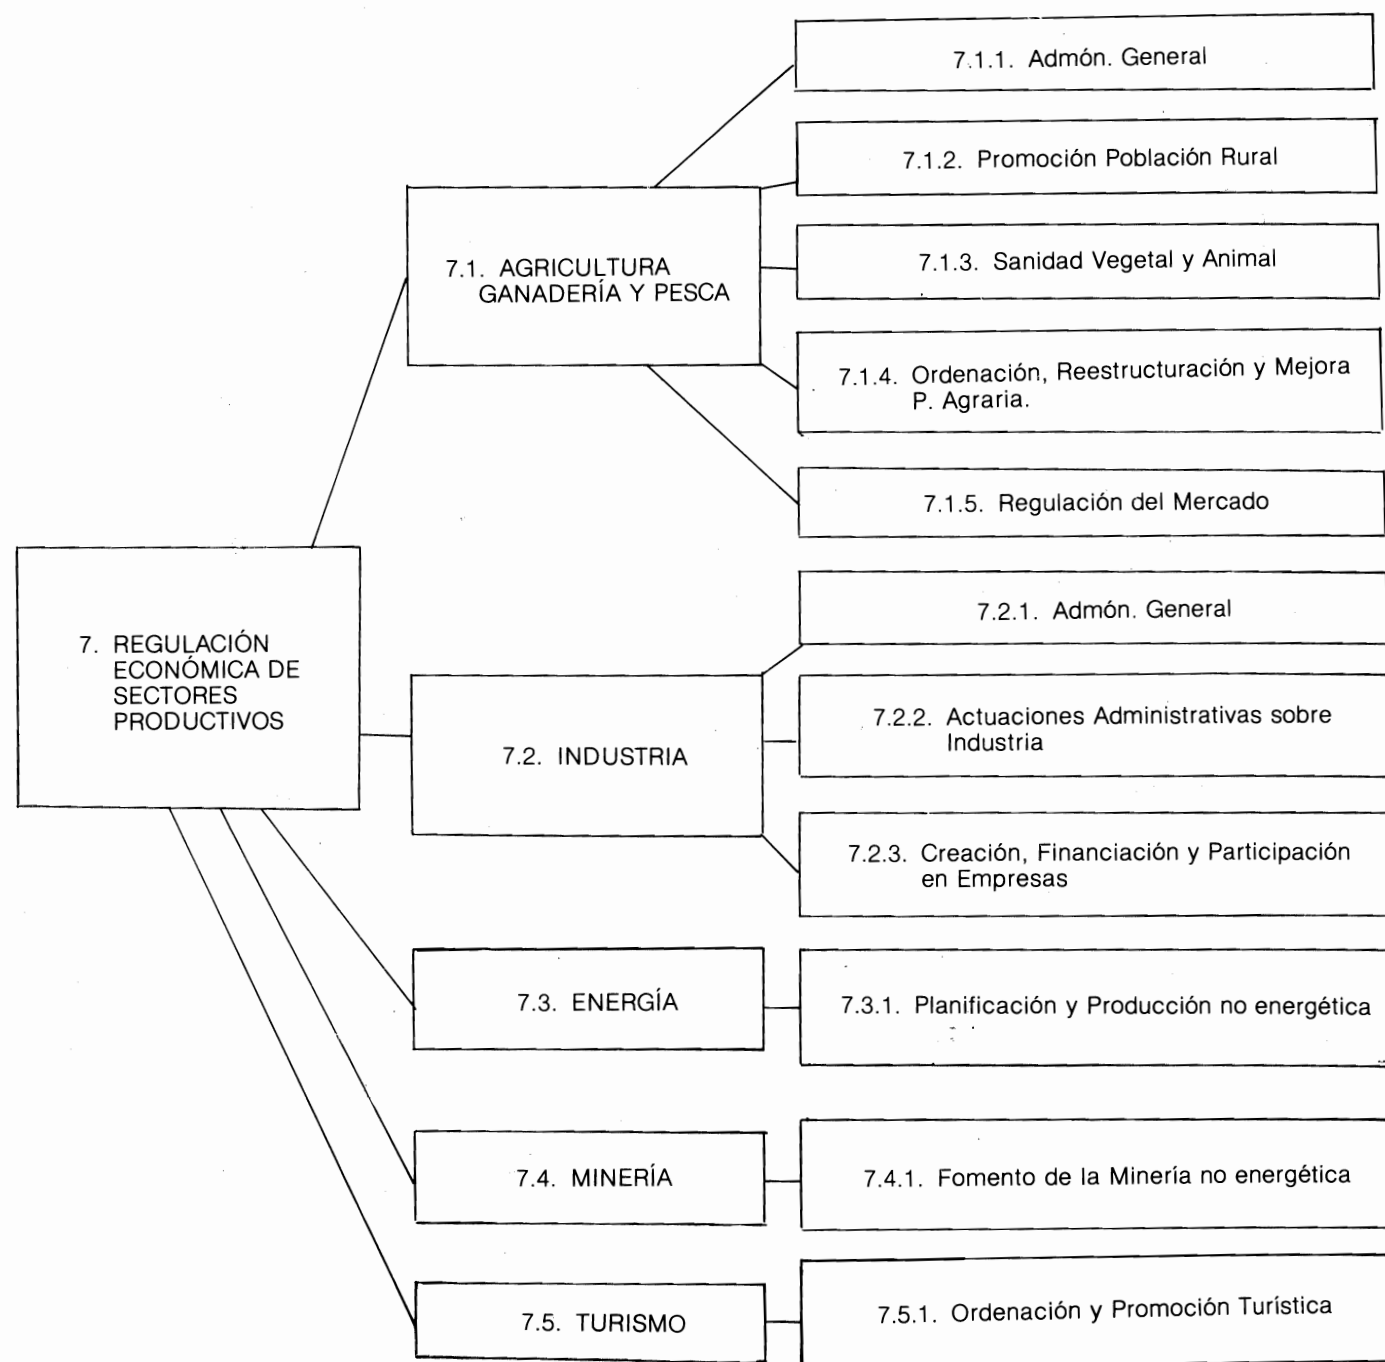 7. REGULACIÓN
ECONÓMICA DE
SECTORES
PRODUCTIVOS
7.1. AGRICULTURA
GANADERÍA Y PESCA
7.1.1. Admón. General
7.1.2. Promoción Población Rural
7.1.3. Sanidad Vegetal y Animal
7.1.4. Ordenación, Reestructuración y Mejora
P. Agraria.
7.1.5. Regulación del Mercado
7.2. INDUSTRIA
7.2.1. Admón. General
7.2.2. Actuaciones Administrativas sobre
Industria
7.2.3. Creación, Financiación y Participación
en Empresas
7.3. ENERGÍA
7.3.1. Planificación y Producción no energética
7.4. MINERÍA
7.4.1. Fomento de la Minería no energética
7.5. TURISMO
7.5.1. Ordenación y Promoción Turística